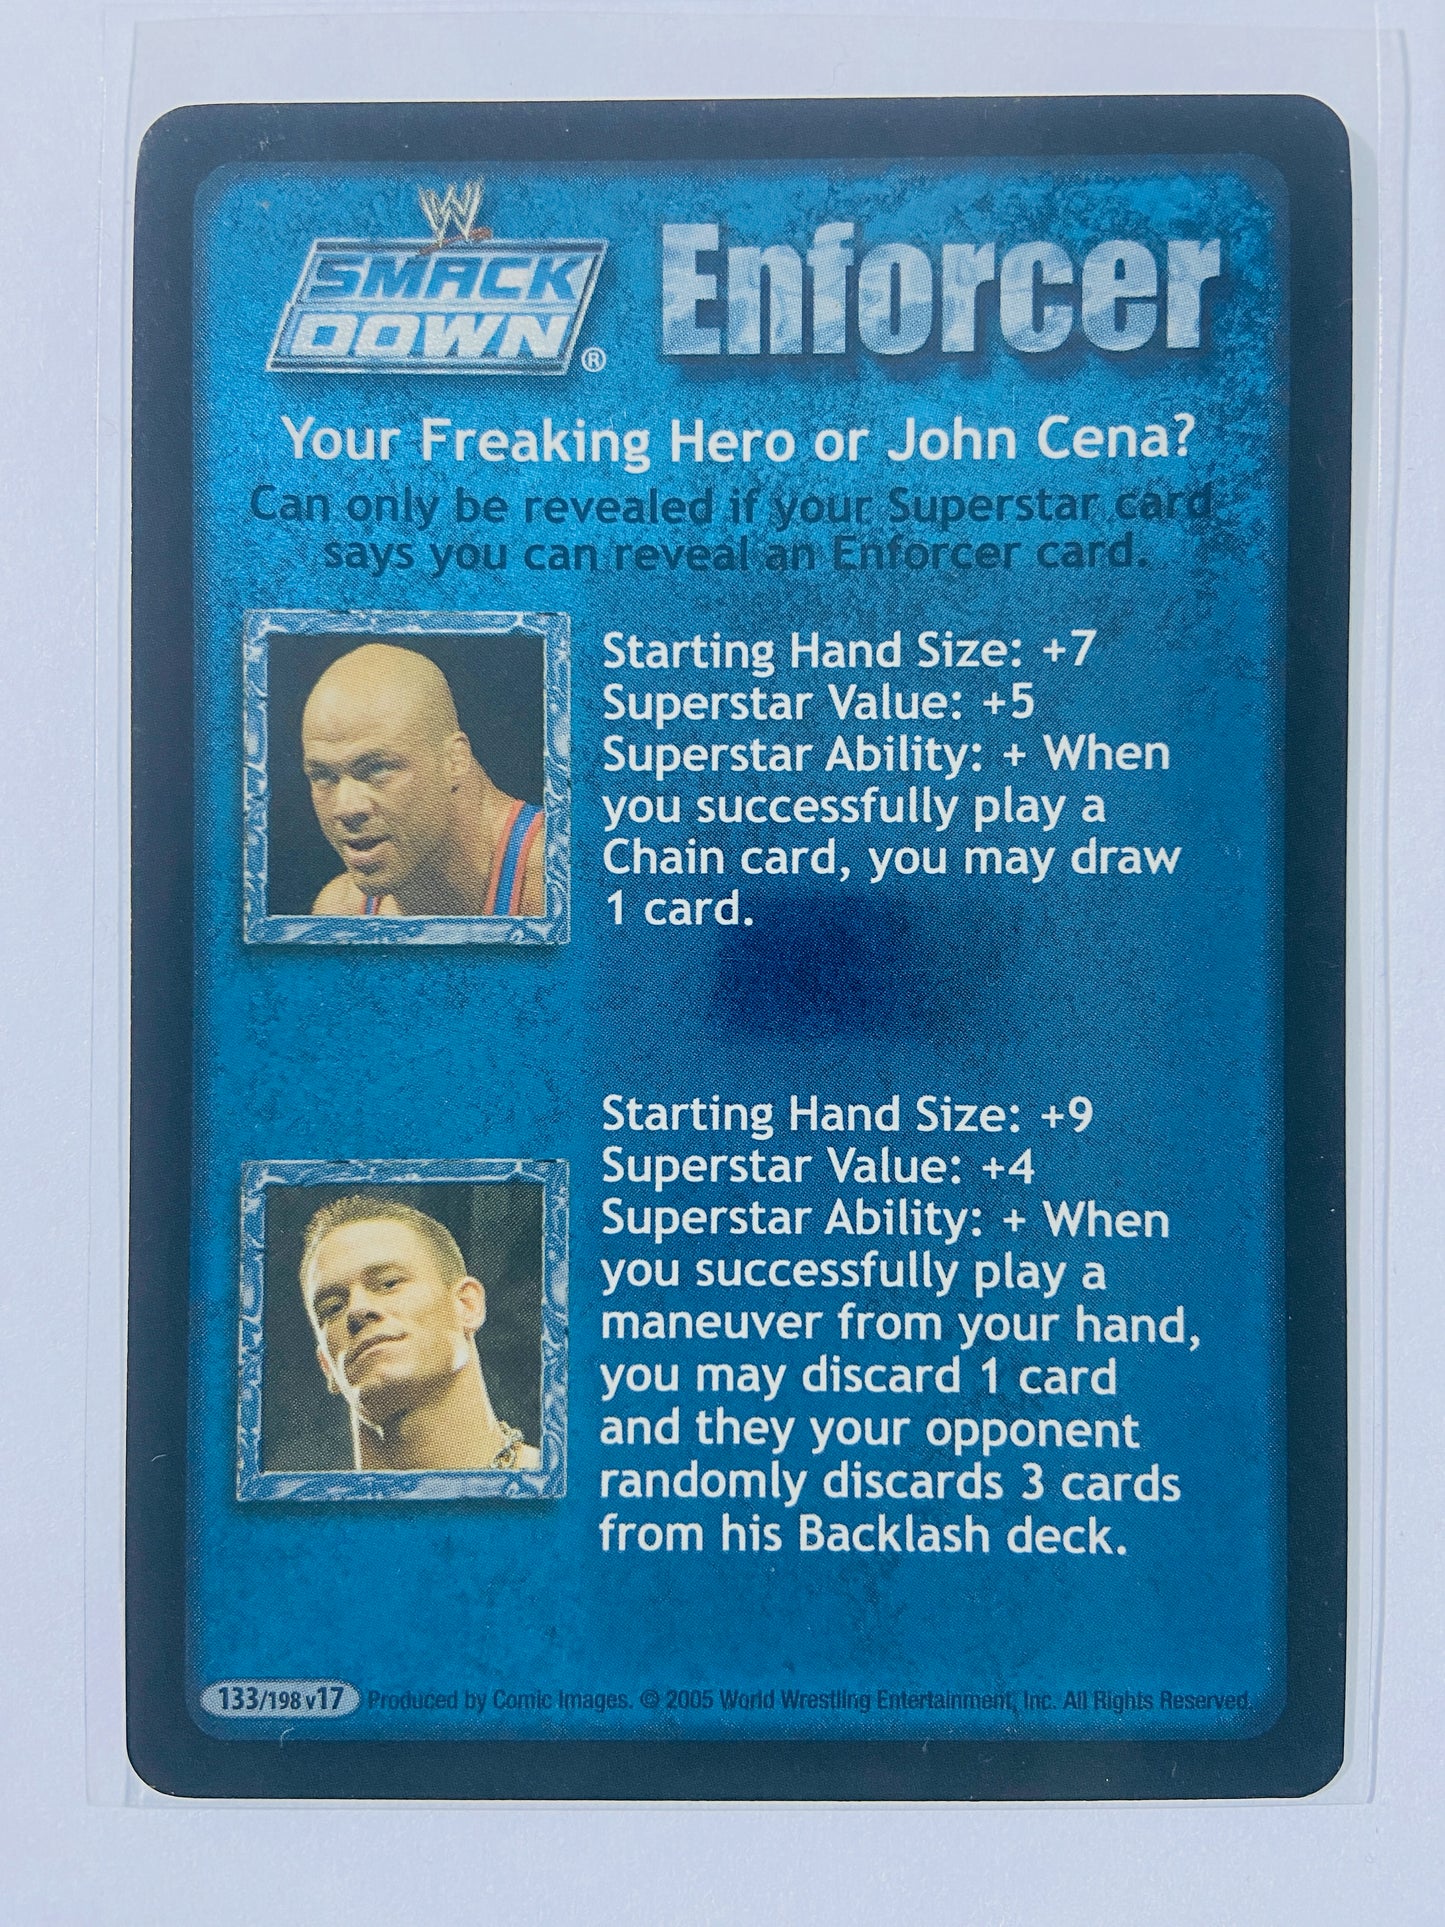 W
SMACK
DOWN®
Enforcer
Your Freaking Hero or John Cena?
Can only be revealed if your Superstar card
says you can reveal an Enforcer card.
Starting Hand Size: +7
Superstar Value: +5
Superstar Ability: + When
you successfully play a
Chain card, you may draw
1 card.
Starting Hand Size: +9
Superstar Value: +4
Superstar Ability: + When
you successfully play a
maneuver from your hand,
you may discard 1 card
and they your opponent
randomly discards 3 cards
from his Backlash deck.
133/198 v17 Produced by Comic Images. © 2005 World Wrestling Entertainment, Inc. All Rights Reserved.